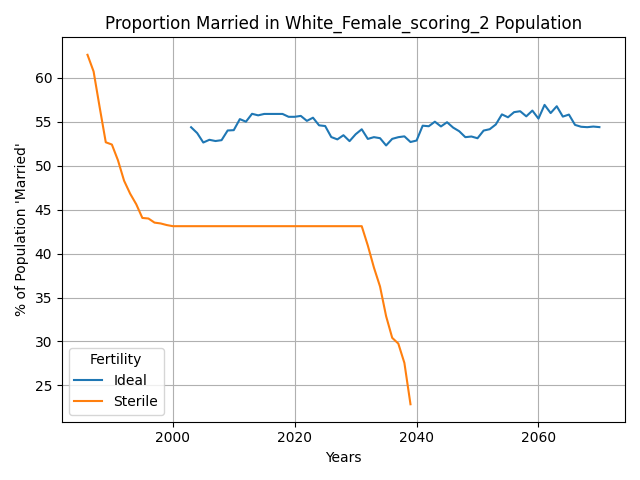 Proportion Married in White_Female_scoring_2 Population
% of Population 'Married'
60
55
50
45
40
35
30
25
Fertility
Ideal
Sterile
2000
2020
2040
2060
Years